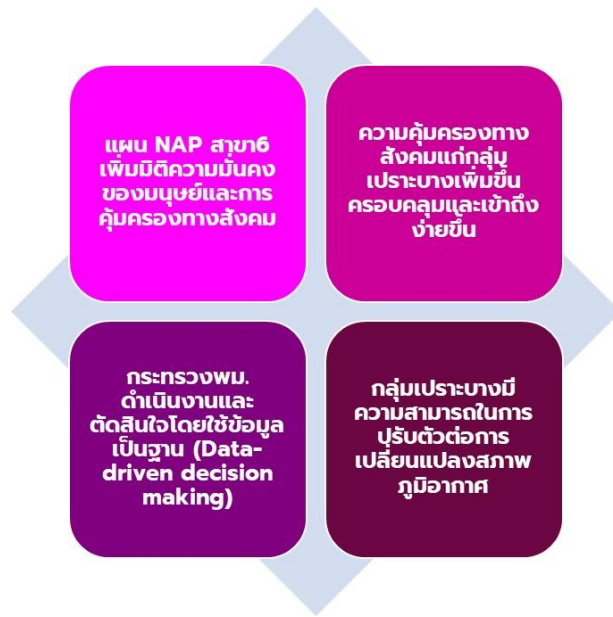 แผน NAP สาขา6
เพิ่มมิติความมั่นคง
ของมนุษย์และการ
คุ้มครองทางสังคม
ความคุ้มครองทาง
สังคมแก่กลุ่ม
เปราะบางเพิ่มขึ้น
ครอบคลุมและเข้าถึง
ง่ายขึ้น
กระทรวงพม.
ดำเนินงานและ
ตัดสินใจโดยใช้ข้อมูล
เป็นฐาน (Data-
driven decision
making)
กลุ่มเปราะบางมี
ความสามารถในการ
ปรับตัวต่อการ
เปลี่ยนแปลงสภาพ
ภูมิอากาศ